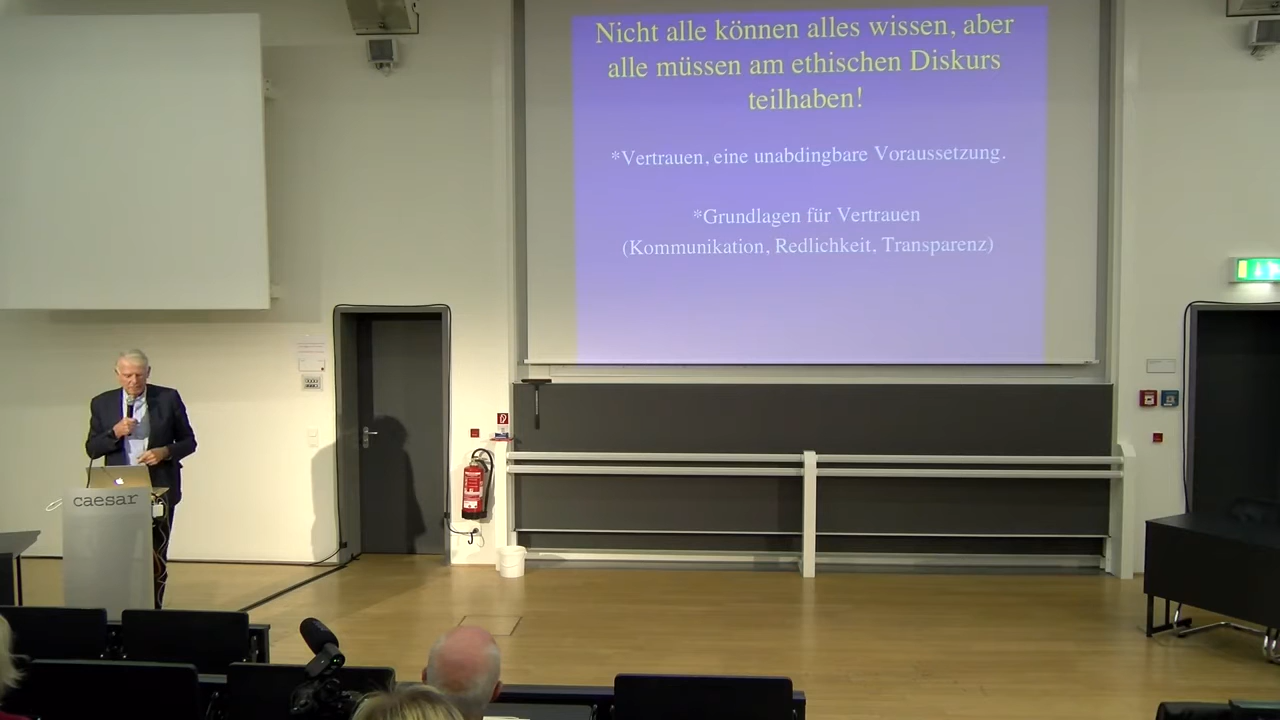 Nicht alle können alles wissen, aber
alle müssen am ethischen Diskurs
teilhaben!
*Vertrauen, eine unabdingbare Voraussetzung.
*Grundlagen für Vertrauen
(Kommunikation, Redlichkeit, Transparenz)
caesar